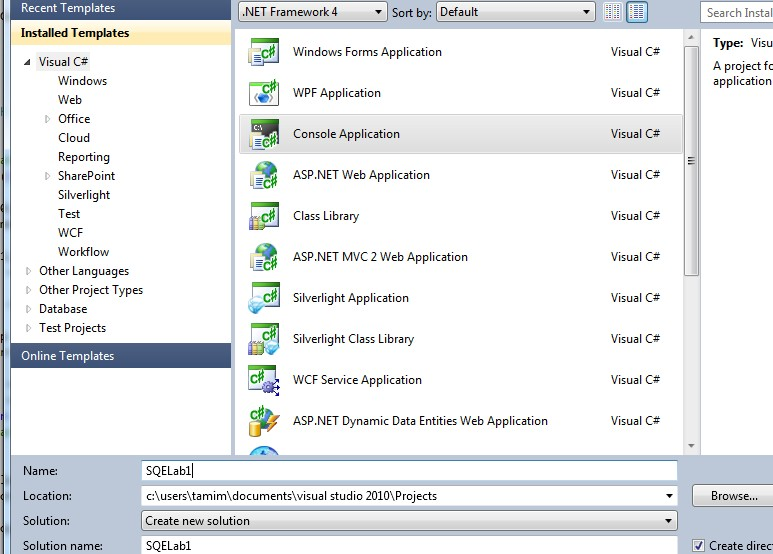 Recent Templates
.NET Framework 4 Sort by: Default Search Instal
Installed Templates
Visual C#
Windows
Web
Office
Cloud
Reporting
SharePoint
Silverlight
Test
WCF
Workflow
Other Languages
Other Project Types
Database
Test Projects
Online Templates
Windows Forms Application Visual C#
WPF Application Visual C#
Console Application Visual C#
ASP.NET Web Application Visual C#
Class Library Visual C#
ASP.NET MVC 2 Web Application Visual C#
Silverlight Application Visual C#
Silverlight Class Library Visual C#
WCF Service Application Visual C#
ASP.NET Dynamic Data Entities Web Application Visual C#
Type: Visu
A project fo
application
Name: SQELab1
Location: c:\users\tamim\documents\visual studio 2010\Projects Browse...
Solution: Create new solution
Solution name: SQELab1 Create direc